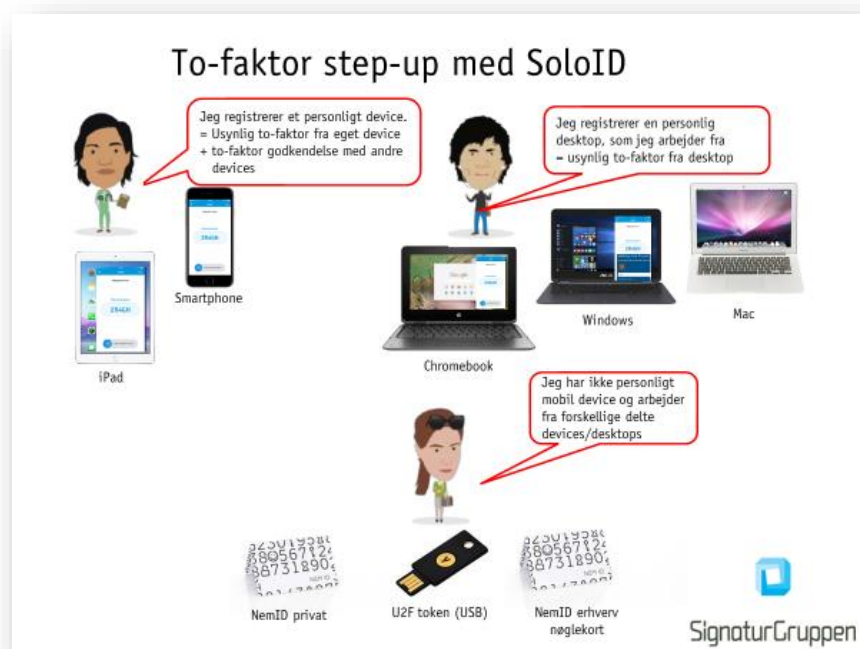 To-faktor step-up med SoloID
Jeg registrerer et personligt device.
= Usynlig to-faktor fra eget device
+ to-faktor godkendelse med andre
devices
Jeg registrerer en personlig
desktop, som jeg arbejder fra
= usynlig to-faktor fra desktop
Smartphone
iPad
Chromebook
Windows
Mac
Jeg har ikke personligt
mobil device og arbejder
fra forskellige delte
devices/desktops
NemID privat
U2F token (USB)
NemID erhverv
nøglekort
SignaturGruppen